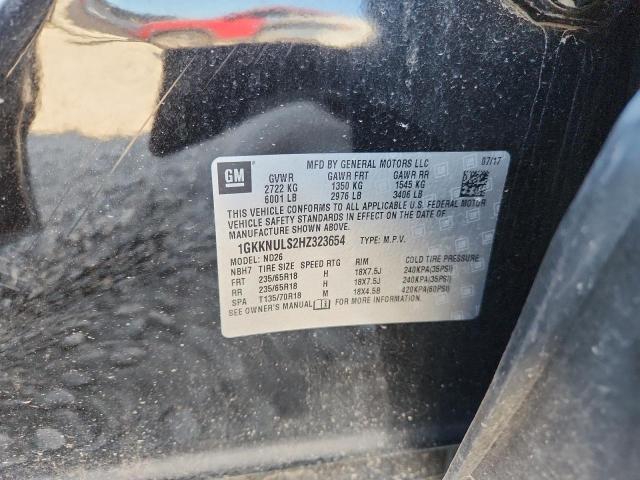 GM
MFD BY GENERAL MOTORS LLC 07/17
GVWR GAWR FRT GAWR RR
2722 KG 1350 KG 1545 KG
6001 LB 2976 LB 3406 LB
THIS VEHICLE CONFORMS TO ALL APPLICABLE U.S. FEDERAL MOTOR
VEHICLE SAFETY STANDARDS IN EFFECT ON THE DATE OF
MANUFACTURE SHOWN ABOVE.
1GKKNULS2HZ323654 TYPE: M.P.V.
MODEL: ND26
NBH7 TIRE SIZE SPEED RTG RIM COLD TIRE PRESSURE
FRT 235/65R18 H 18X7.5J 240KPA(35PSI)
RR 235/65R18 H 18X7.5J 240KPA(35PSI)
SPA T135/70R18 M 18X4.5B 420KPA(60PSI)
SEE OWNER'S MANUAL FOR MORE INFORMATION.